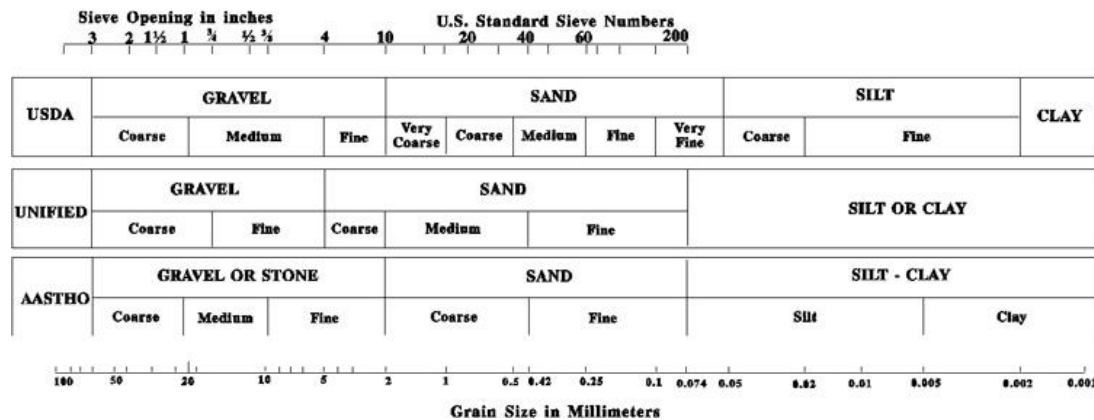 Sieve Opening in inches U.S. Standard Sieve Numbers
3 2 1½ 1 ¾ ½ ⅜ 4 10 20 40 60 200
USDA GRAVEL SAND SILT CLAY
Coarse Medium Fine Very Coarse Coarse Medium Fine Very Fine Coarse Fine
UNIFIED GRAVEL SAND SILT OR CLAY
Coarse Fine Coarse Medium Fine
AASTHO GRAVEL OR STONE SAND SILT - CLAY
Coarse Medium Fine Coarse Fine Silt Clay
100 50 20 10 5 2 1 0.5 0.42 0.25 0.1 0.074 0.05 0.02 0.01 0.005 0.002 0.001
Grain Size in Millimeters